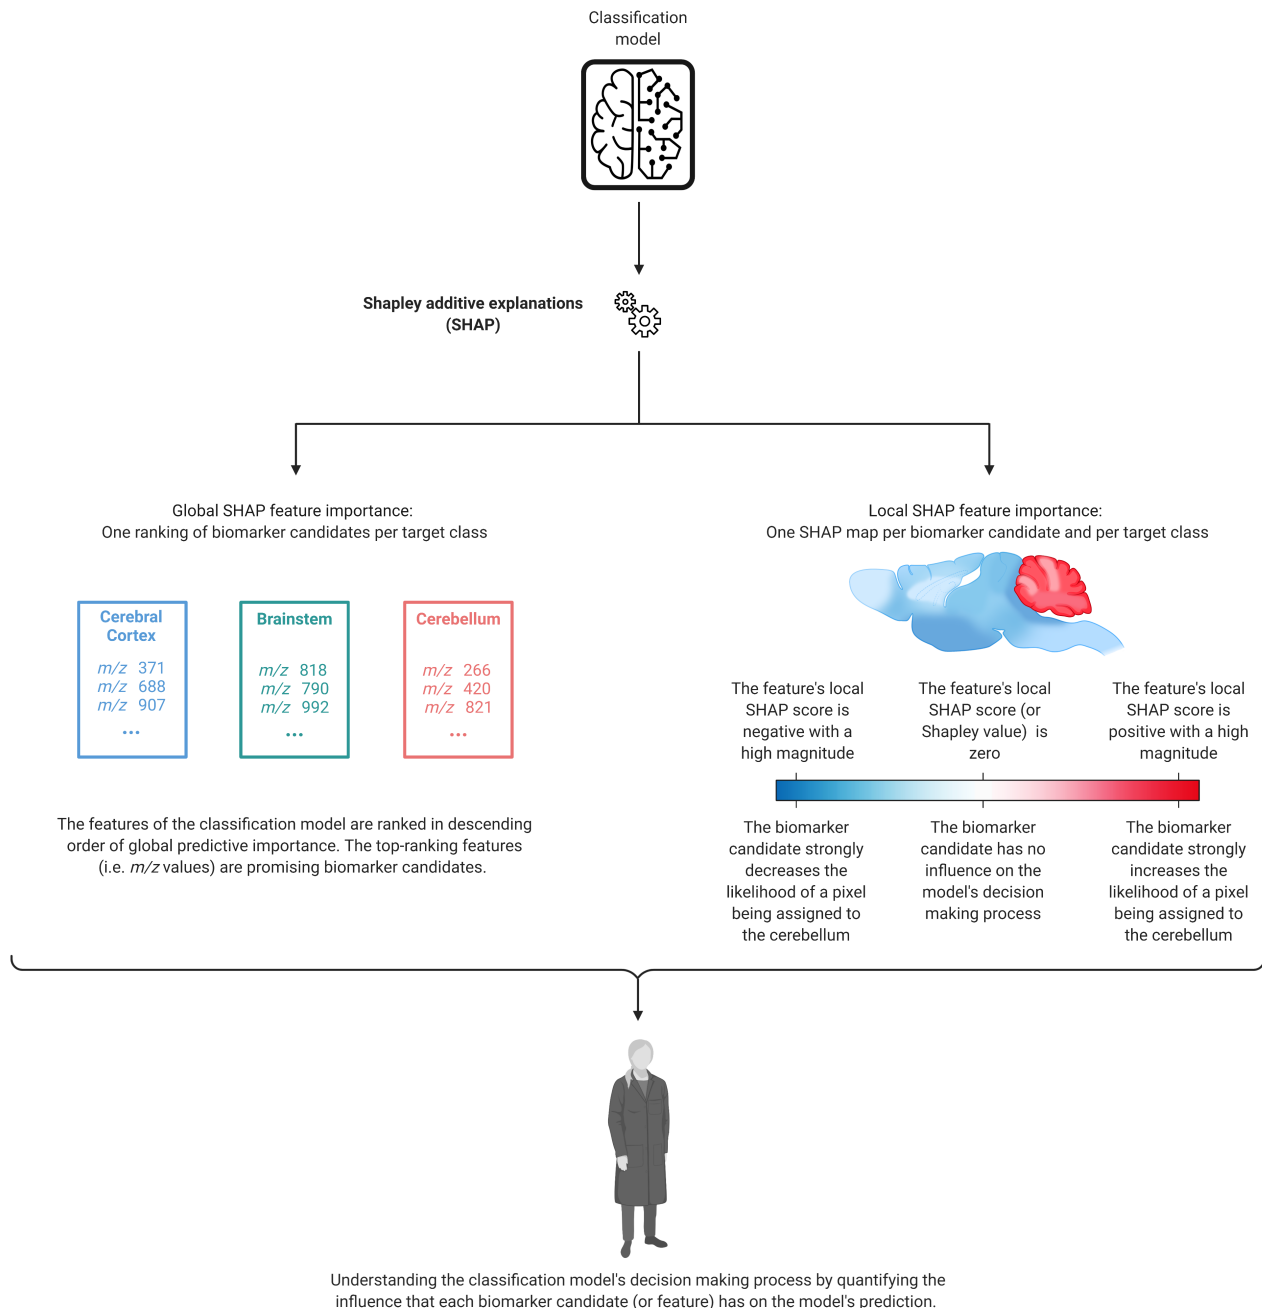 Classification
model
Shapley additive explanations
(SHAP)
Global SHAP feature importance:
One ranking of biomarker candidates per target class
Cerebral
Cortex
m/z 371
m/z 688
m/z 907
...
Brainstem
m/z 818
m/z 790
m/z 992
...
Cerebellum
m/z 266
m/z 420
m/z 821
...
The features of the classification model are ranked in descending
order of global predictive importance. The top-ranking features
(i.e. m/z values) are promising biomarker candidates.
Local SHAP feature importance:
One SHAP map per biomarker candidate and per target class
The feature's local
SHAP score is
negative with a
high magnitude
The feature's local
SHAP score (or
Shapley value) is
zero
The feature's local
SHAP score is
positive with a high
magnitude
The biomarker
candidate strongly
decreases the
likelihood of a pixel
being assigned to
the cerebellum
The biomarker
candidate has no
influence on the
model's decision
making process
The biomarker
candidate strongly
increases the
likelihood of a pixel
being assigned to
the cerebellum
Understanding the classification model's decision making process by quantifying the
influence that each biomarker candidate (or feature) has on the model's prediction.